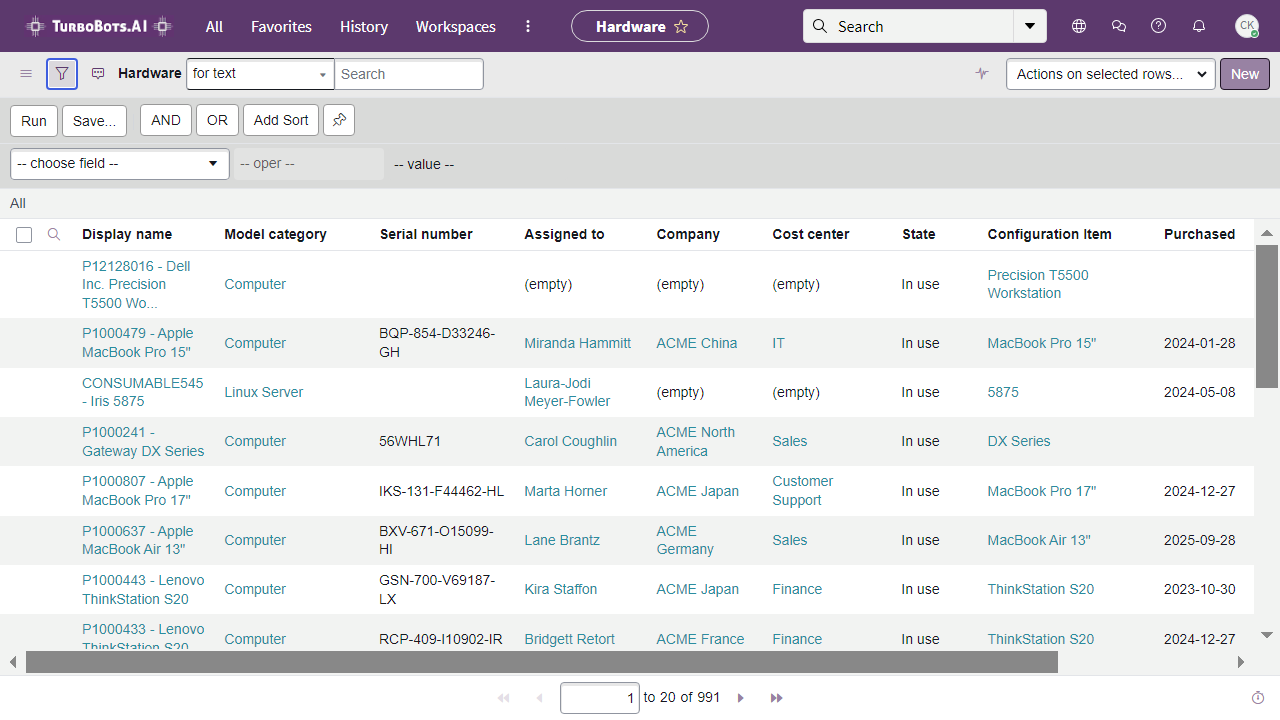 TURBOBOTS.AI All Favorites History Workspaces Hardware Search CK
Hardware for text Search Actions on selected rows... New
Run Save... AND OR Add Sort
-- choose field -- -- oper -- -- value --
All
Display name Model category Serial number Assigned to Company Cost center State Configuration Item Purchased
P12128016 - Dell Inc. Precision T5500 Wo... Computer (empty) (empty) (empty) In use Precision T5500 Workstation
P1000479 - Apple MacBook Pro 15" Computer BQP-854-D33246-GH Miranda Hammitt ACME China IT In use MacBook Pro 15" 2024-01-28
CONSUMABLE545 - Iris 5875 Linux Server Laura-Jodi Meyer-Fowler (empty) (empty) In use 5875 2024-05-08
P1000241 - Gateway DX Series Computer 56WHL71 Carol Coughlin ACME North America Sales In use DX Series
P1000807 - Apple MacBook Pro 17" Computer IKS-131-F44462-HL Marta Horner ACME Japan Customer Support In use MacBook Pro 17" 2024-12-27
P1000637 - Apple MacBook Air 13" Computer BXV-671-O15099-HI Lane Brantz ACME Germany Sales In use MacBook Air 13" 2025-09-28
P1000443 - Lenovo ThinkStation S20 Computer GSN-700-V69187-LX Kira Staffon ACME Japan Finance In use ThinkStation S20 2023-10-30
P1000433 - Lenovo ThinkStation S20 Computer RCP-409-I10902-IR Bridgett Retort ACME France Finance In use ThinkStation S20 2024-12-27
1 to 20 of 991